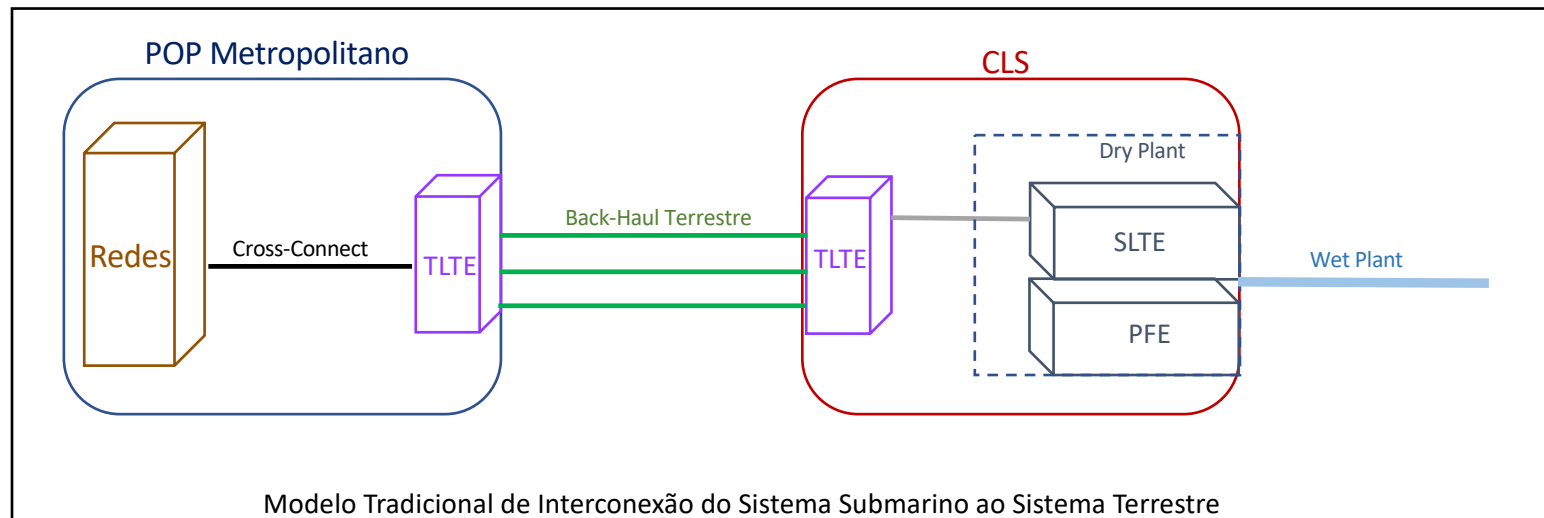 POP Metropolitano
CLS
Dry Plant
Redes
Cross-Connect
TLTE
Back-Haul Terrestre
TLTE
SLTE
PFE
Wet Plant
Modelo Tradicional de Interconexão do Sistema Submarino ao Sistema Terrestre